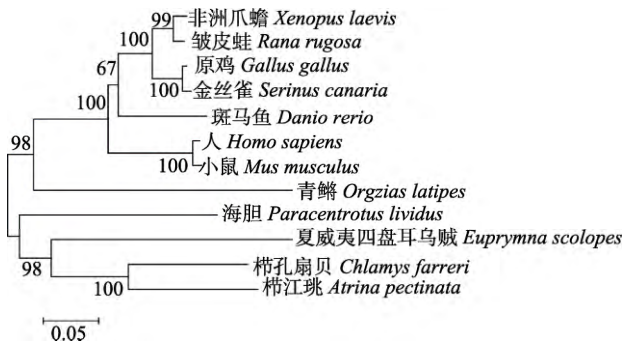 99
非洲爪蟾 Xenopus laevis
100
皱皮蛙 Rana rugosa
67
原鸡 Gallus gallus
100
金丝雀 Serinus canaria
100
斑马鱼 Danio rerio
98
人 Homo sapiens
100
小鼠 Mus musculus
青鳉 Orgzias latipes
海胆 Paracentrotus lividus
夏威夷四盘耳乌贼 Euprymna scolopes
98
栉孔扇贝 Chlamys farreri
100
栉江珧 Atrina pectinata
0.05